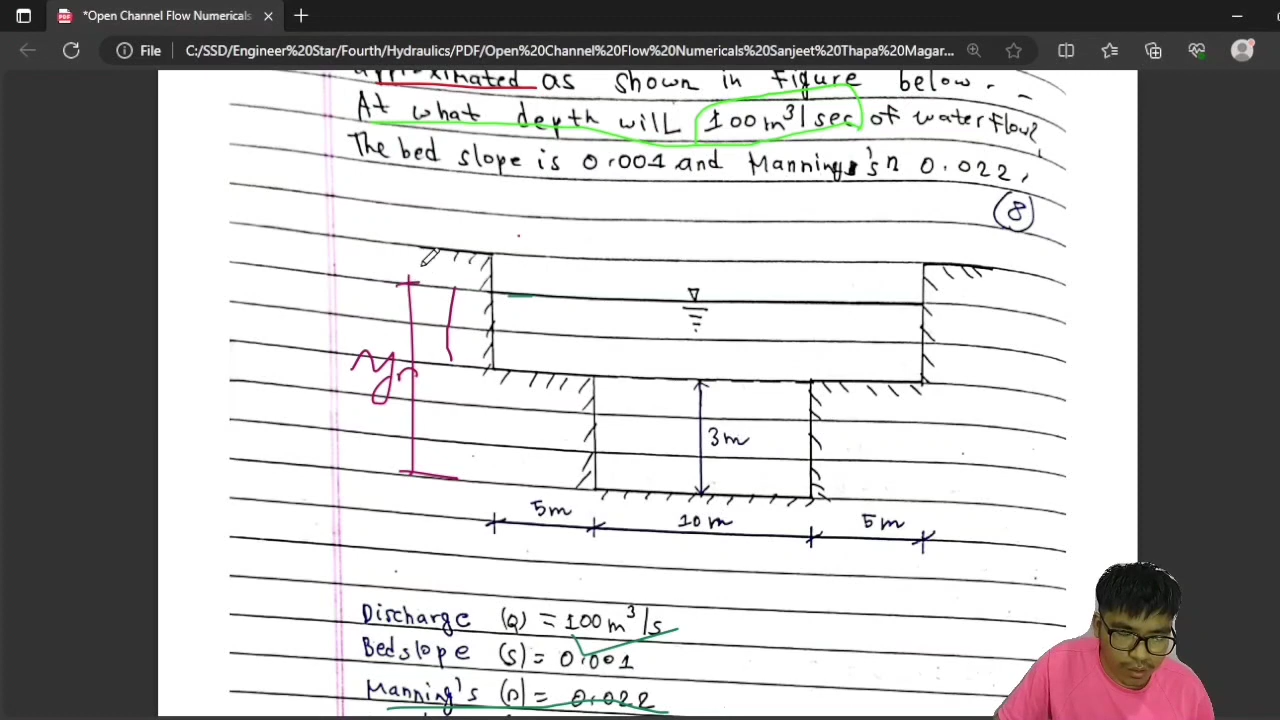 *Open Channel Flow Numericals
File C:/SSD/Engineer%20Star/Fourth/Hydraulics/PDF/Open%20Channel%20Flow%20Numericals%20Sanjeet%20Thapa%20Magar...
approximated as shown in Figure below.
At what depth will 100 m³/sec of water flow?
The bed slope is 0.001 and Manning's n 0.022.
8
yn
3m
5m
10m
5m
Discharge (Q) = 100 m³/s
Bed slope (S) = 0.001
Manning's (n) = 0.022